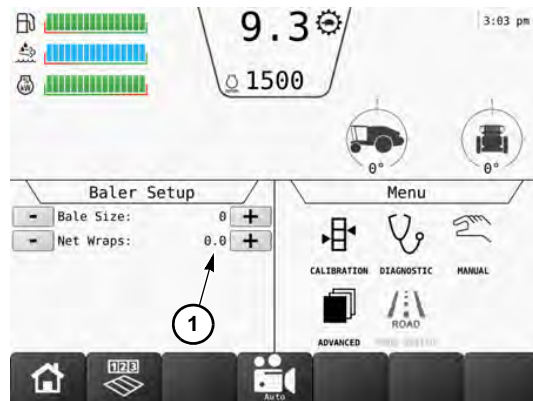 9.3
3:03 pm
1500
kW
0°
0°
Baler Setup
Menu
- Bale Size: 0 +
- Net Wraps: 0.0 +
CALIBRATION
DIAGNOSTIC
MANUAL
1
ROAD
ADVANCED
123
Auto